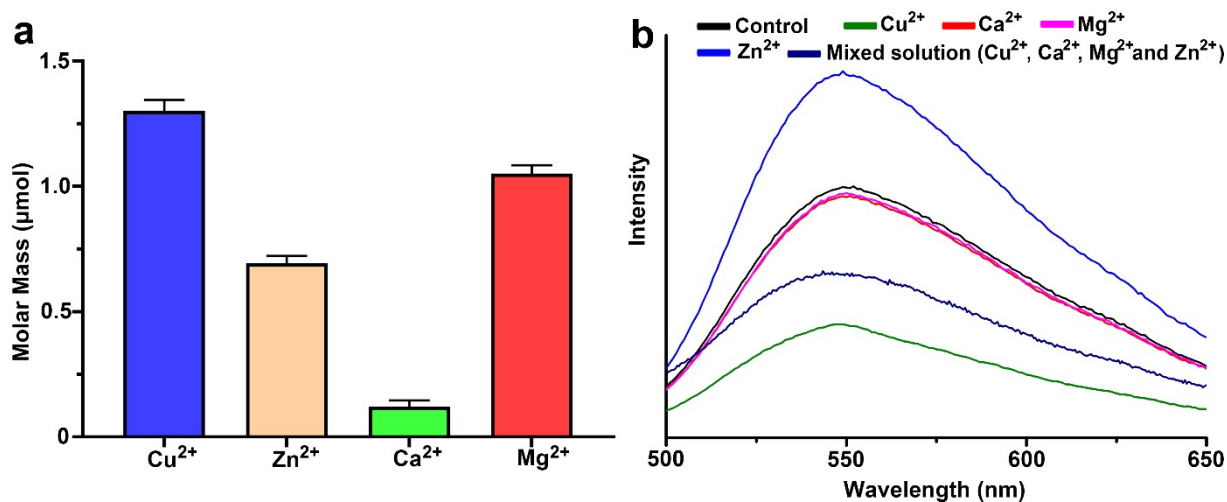 a
1.5
1.0
0.5
0
Molar Mass (µmol)
Cu²⁺ Zn²⁺ Ca²⁺ Mg²⁺
b
Control Cu²⁺ Ca²⁺ Mg²⁺
Zn²⁺ Mixed solution (Cu²⁺, Ca²⁺, Mg²⁺and Zn²⁺)
Intensity
500 550 600 650
Wavelength (nm)